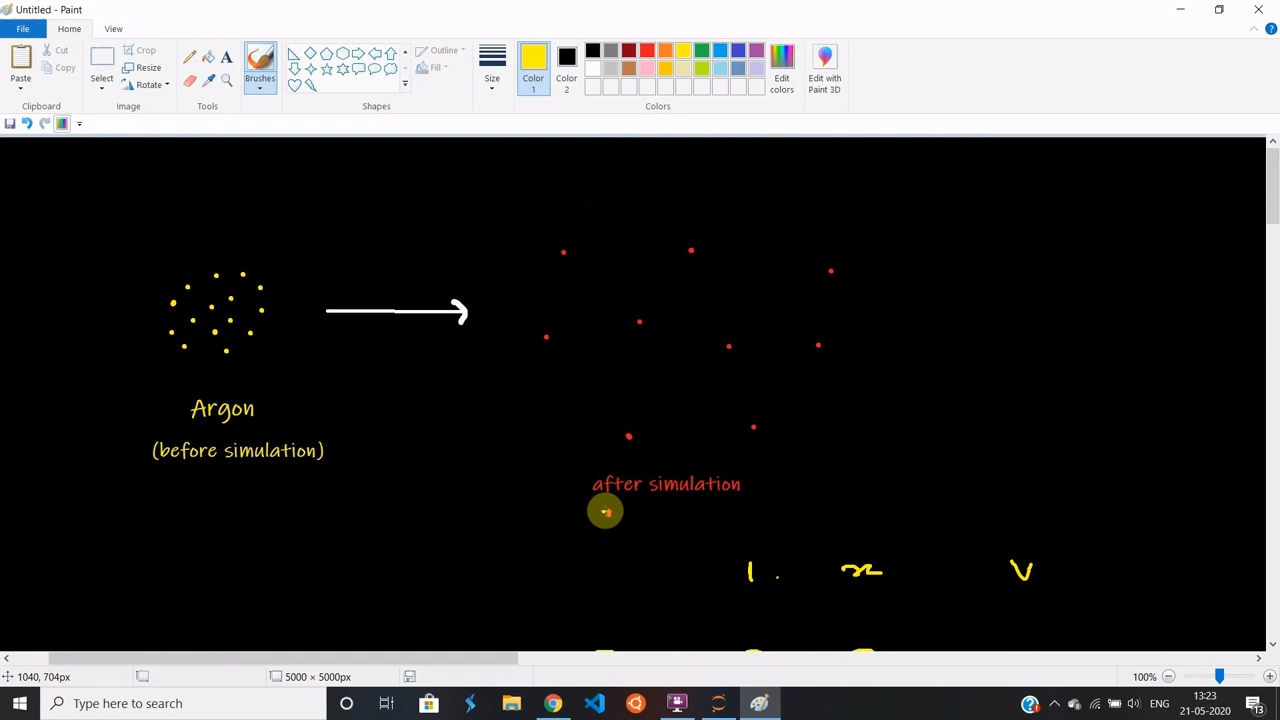 Untitled - Paint
File Home View
Paste
Cut
Copy
Clipboard
Select
Crop
Resize
Rotate
Image
A
Tools
Brushes
Outline
Fill
Shapes
Size
Color 1
Color 2
Colors
Edit colors
Edit with Paint 3D
Argon
(before simulation)
after simulation
1. x v
1040, 704px
5000 × 5000px
100%
Type here to search
ENG
13:23
21-05-2020
13